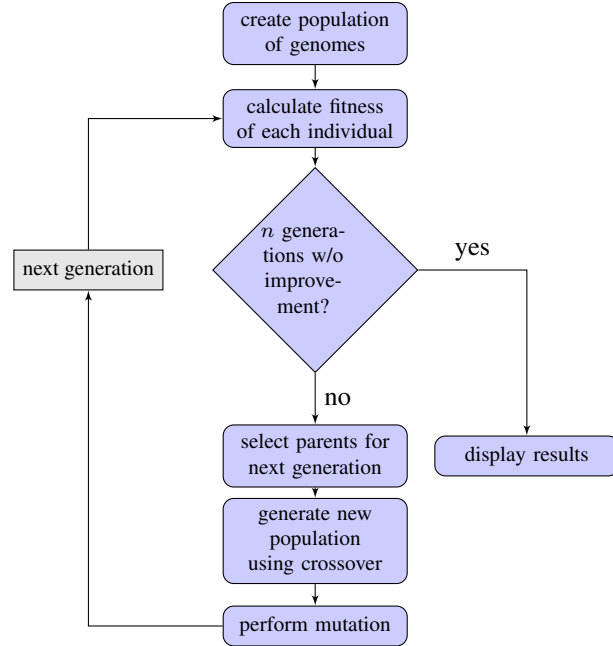 create population
of genomes
calculate fitness
of each individual
n genera-
tions w/o
improve-
ment?
yes
next generation
no
select parents for
next generation
display results
generate new
population
using crossover
perform mutation